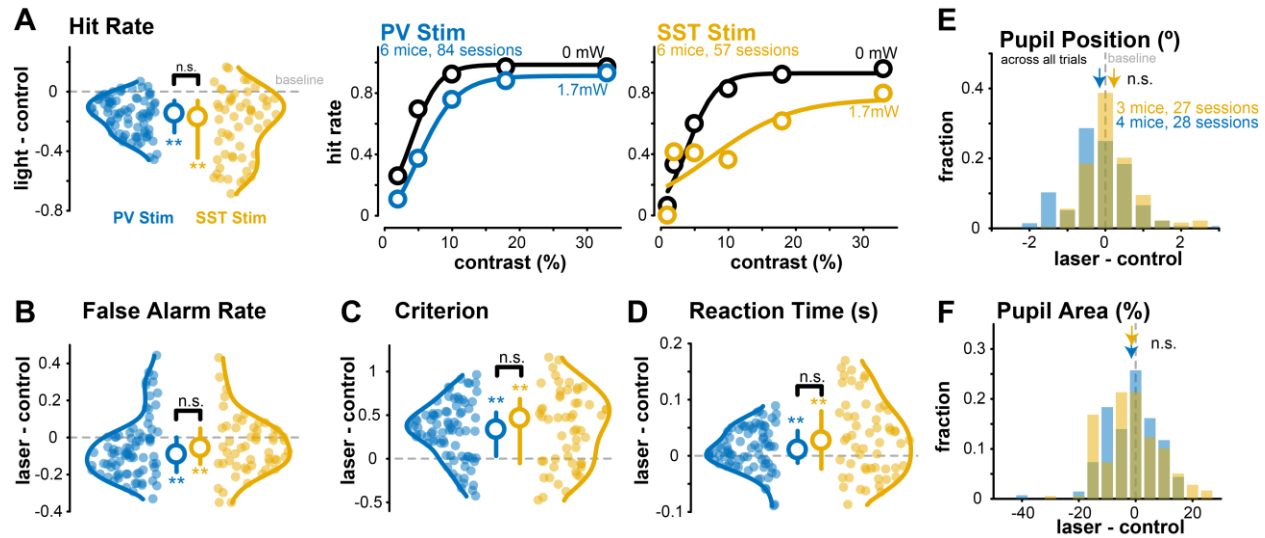 A Hit Rate
light - control
0
-0.4
-0.8
n.s.
baseline
**
**
PV Stim
SST Stim
PV Stim
6 mice, 84 sessions
0 mW
1.7mW
hit rate
0.8
0.4
0
0 10 20 30
contrast (%)
SST Stim
6 mice, 57 sessions
0 mW
1.7mW
0.8
0.4
0
0 10 20 30
contrast (%)
B False Alarm Rate
laser - control
0.4
0.2
0
-0.2
-0.4
n.s.
**
**
C Criterion
laser - control
1
0.5
0
-0.5
n.s.
**
**
D Reaction Time (s)
laser - control
0.2
0.1
0
-0.1
n.s.
**
**
E
Pupil Position (º)
across all trials
baseline
n.s.
3 mice, 27 sessions
4 mice, 28 sessions
fraction
0.4
0.2
0
-2 0 2
laser - control
F Pupil Area (%)
n.s.
fraction
0.3
0.2
0.1
0
-40 -20 0 20
laser - control